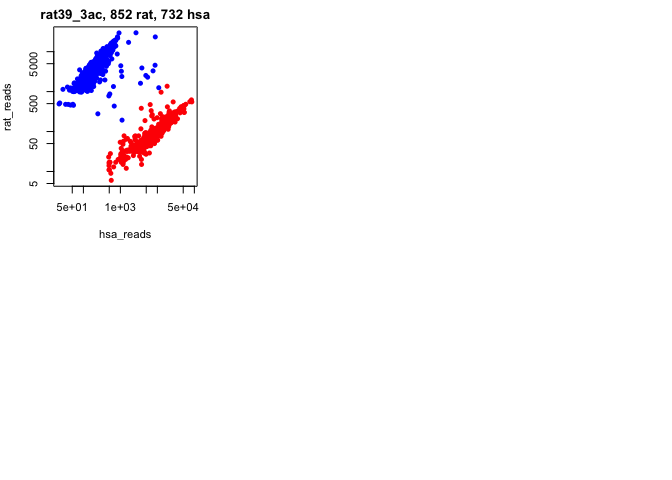 rat39_3ac, 852 rat, 732 hsa
rat_reads
5000
500
50
5
5e+01
1e+03
5e+04
hsa_reads